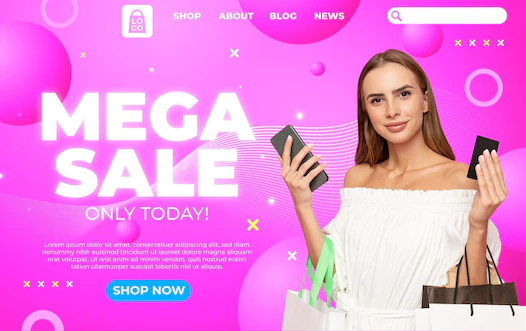 LO
GO
SHOP ABOUT BLOG NEWS
MEGA
SALE
ONLY TODAY!
Lorem ipsum dolor sit amet, consectetuer adipiscing elit,
sed diam nonummy nibh euismod tincidunt ut laoreet dolore magna
aliquam erat volutpat. Ut wisi enim ad minim veniam, quis nostrud exerci
tation ullamcorper suscipit lobortis nisl ut aliquip.
SHOP NOW